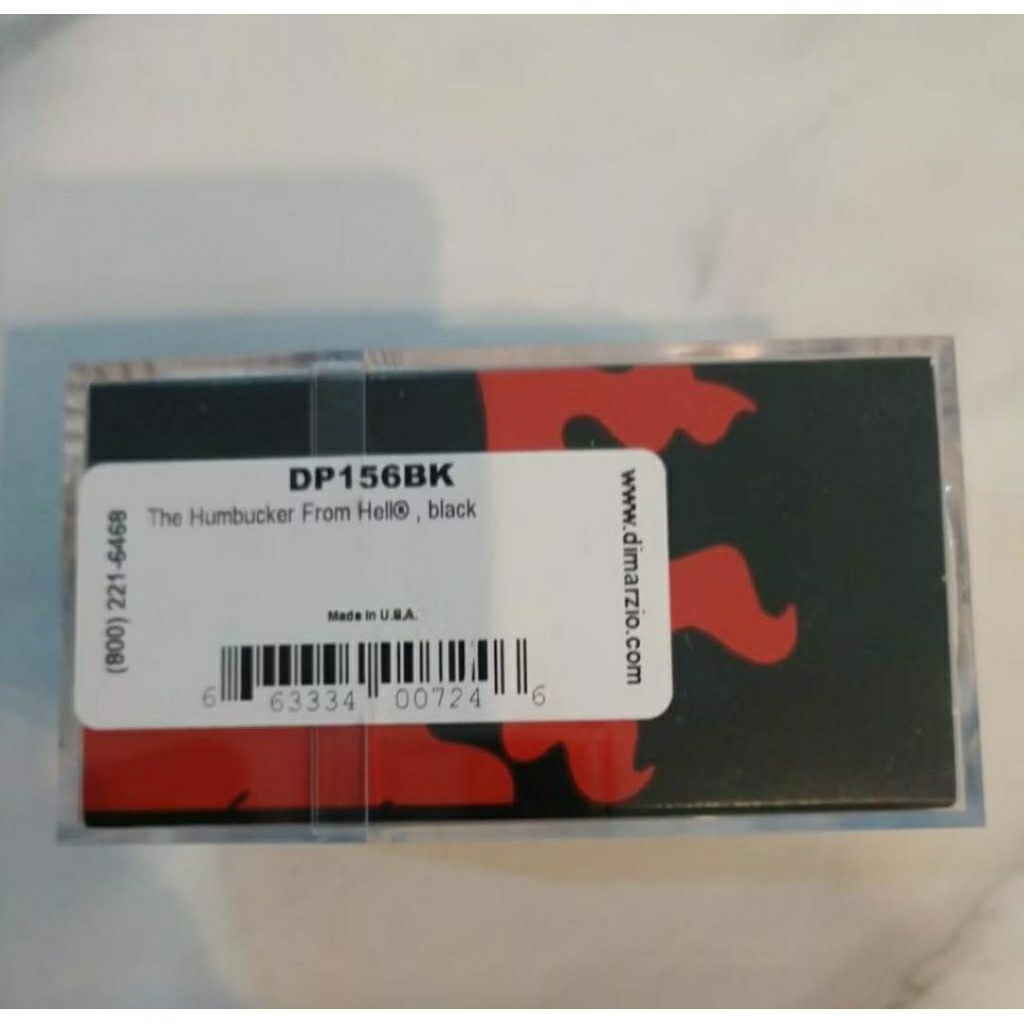 DP156BK
The Humbucker From Hell® , black
(800) 221-6468
www.dimarzio.com
Made in U.S.A.
6 63334 00724 6